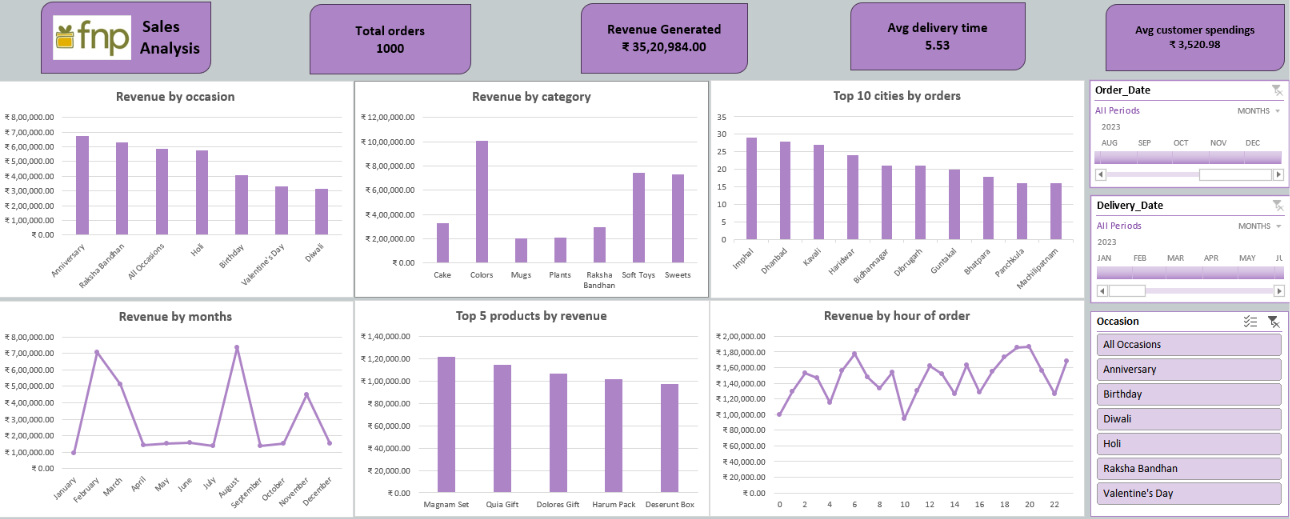 fnp
Sales
Analysis
Total orders
1000
Revenue Generated
₹ 35,20,984.00
Avg delivery time
5.53
Avg customer spendings
₹ 3,520.98
Revenue by occasion
₹ 8,00,000.00
₹ 7,00,000.00
₹ 6,00,000.00
₹ 5,00,000.00
₹ 4,00,000.00
₹ 3,00,000.00
₹ 2,00,000.00
₹ 1,00,000.00
₹ 0.00
Anniversary
Raksha Bandhan
All Occasions
Holi
Birthday
Valentine's Day
Diwali
Revenue by category
₹ 12,00,000.00
₹ 10,00,000.00
₹ 8,00,000.00
₹ 6,00,000.00
₹ 4,00,000.00
₹ 2,00,000.00
₹ 0.00
Cake
Colors
Mugs
Plants
Raksha
Bandhan
Soft Toys
Sweets
Top 10 cities by orders
35
30
25
20
15
10
5
0
Imphal
Dhanbad
Kavali
Haridwar
Bidhannagar
Dibrugarh
Guntakal
Bhatpara
Panchkula
Machilipatnam
Order_Date
All Periods
MONTHS
2023
AUG SEP OCT NOV DEC
Delivery_Date
All Periods
MONTHS
2023
JAN FEB MAR APR MAY JU
Revenue by months
₹ 8,00,000.00
₹ 7,00,000.00
₹ 6,00,000.00
₹ 5,00,000.00
₹ 4,00,000.00
₹ 3,00,000.00
₹ 2,00,000.00
₹ 1,00,000.00
₹ 0.00
January
February
March
April
May
June
July
August
September
October
November
December
Top 5 products by revenue
₹ 1,40,000.00
₹ 1,20,000.00
₹ 1,00,000.00
₹ 80,000.00
₹ 60,000.00
₹ 40,000.00
₹ 20,000.00
₹ 0.00
Magnam Set
Quia Gift
Dolores Gift
Harum Pack
Deserunt Box
Revenue by hour of order
₹ 2,00,000.00
₹ 1,80,000.00
₹ 1,60,000.00
₹ 1,40,000.00
₹ 1,20,000.00
₹ 1,00,000.00
₹ 80,000.00
₹ 60,000.00
₹ 40,000.00
₹ 20,000.00
₹ 0.00
0 2 4 6 8 10 12 14 16 18 20 22
Occasion
All Occasions
Anniversary
Birthday
Diwali
Holi
Raksha Bandhan
Valentine's Day